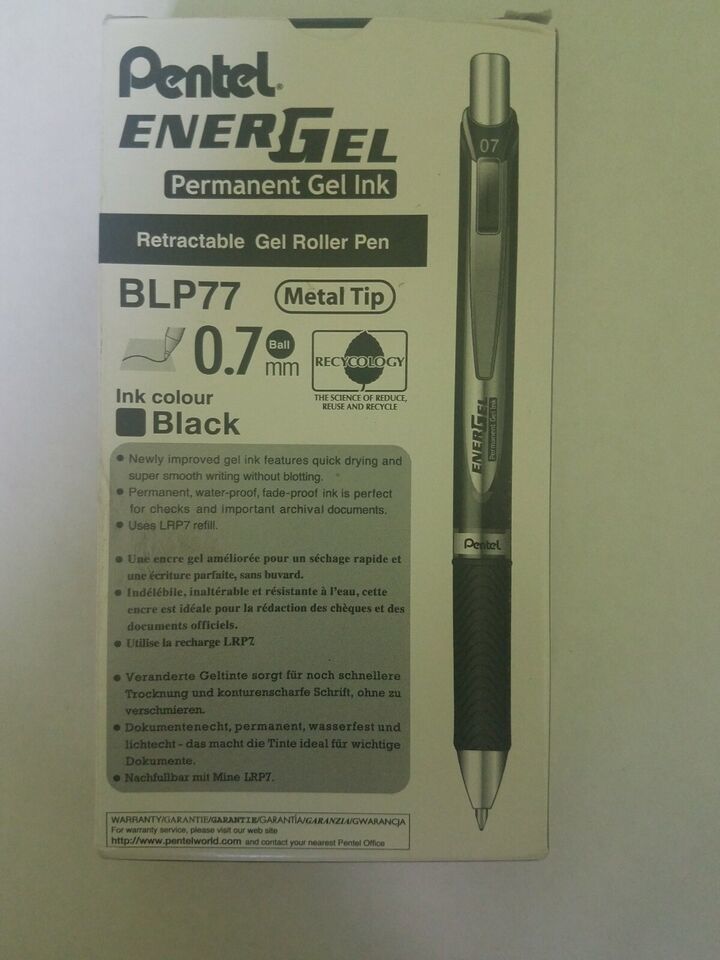 Pentel®
ENERGEL
Permanent Gel Ink
Retractable Gel Roller Pen
BLP77
Metal Tip
0.7 Ball mm
RECYCOLOGY
THE SCIENCE OF REDUCE,
REUSE AND RECYCLE
Ink colour
Black
• Newly improved gel ink features quick drying and
super smooth writing without blotting.
• Permanent, water-proof, fade-proof ink is perfect
for checks and important archival documents.
• Uses LRP7 refill.
• Une encre gel améliorée pour un séchage rapide et
une écriture parfaite, sans buvard.
• Indélébile, inaltérable et résistante à l'eau, cette
encre est idéale pour la rédaction des chèques et des
documents officiels.
• Utilise la recharge LRP7.
• Veranderte Geltinte sorgt für noch schnellere
Trocknung und konturenscharfe Schrift, ohne zu
verschmieren.
• Dokumentenecht, permanent, wasserfest und
lichtecht - das macht die Tinte ideal für wichtige
Dokumente.
• Nachfullbar mit Mine LRP7.
WARRANTY/GARANTIE/GARANTIE/GARANTÍA/GARANZIA/GWARANCJA
For warranty service, please visit our web site
http://www.pentelworld.com and contact your nearest Pentel Office
07
ENERGEL
Permanent Gel Ink
Pentel